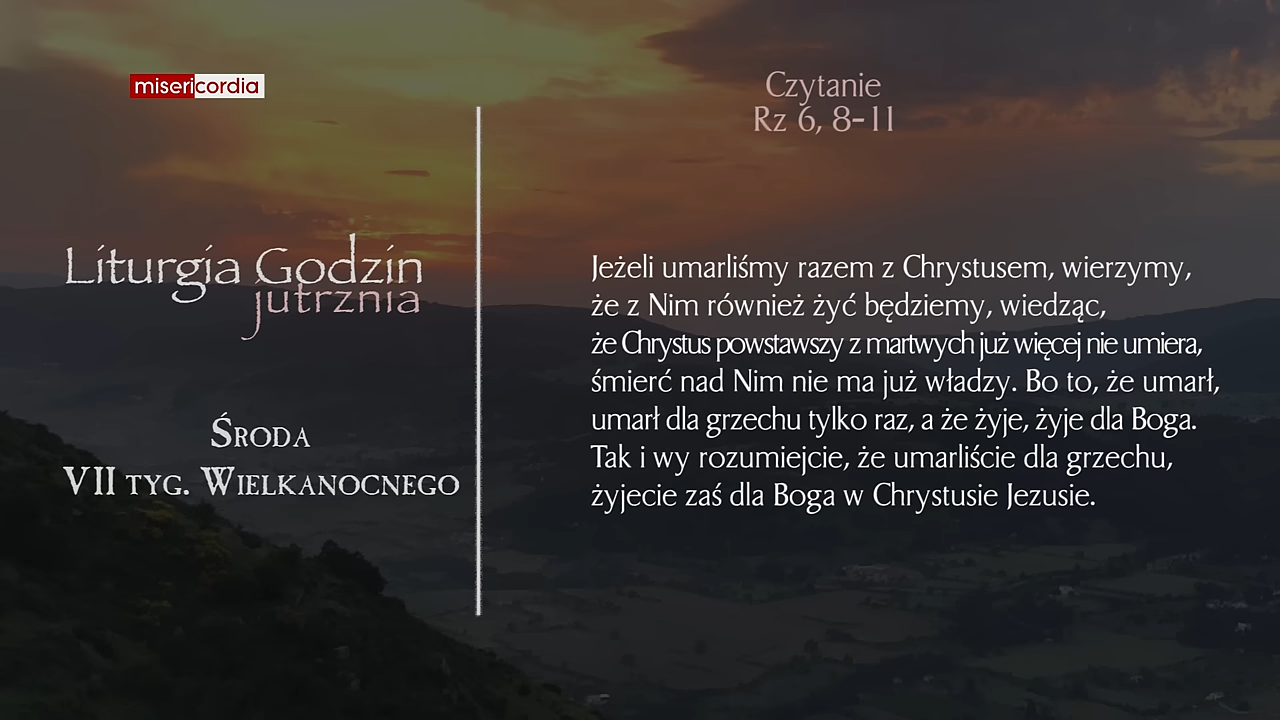 misericordia
Liturgia Godzin
jutrznia
Środa
VII tyg. Wielkanocnego
Czytanie
Rz 6, 8-11
Jeżeli umarliśmy razem z Chrystusem, wierzymy,
że z Nim również żyć będziemy, wiedząc,
że Chrystus powstawszy z martwych już więcej nie umiera,
śmierć nad Nim nie ma już władzy. Bo to, że umarł,
umarł dla grzechu tylko raz, a że żyje, żyje dla Boga.
Tak i wy rozumiejcie, że umarliście dla grzechu,
żyjecie zaś dla Boga w Chrystusie Jezusie.